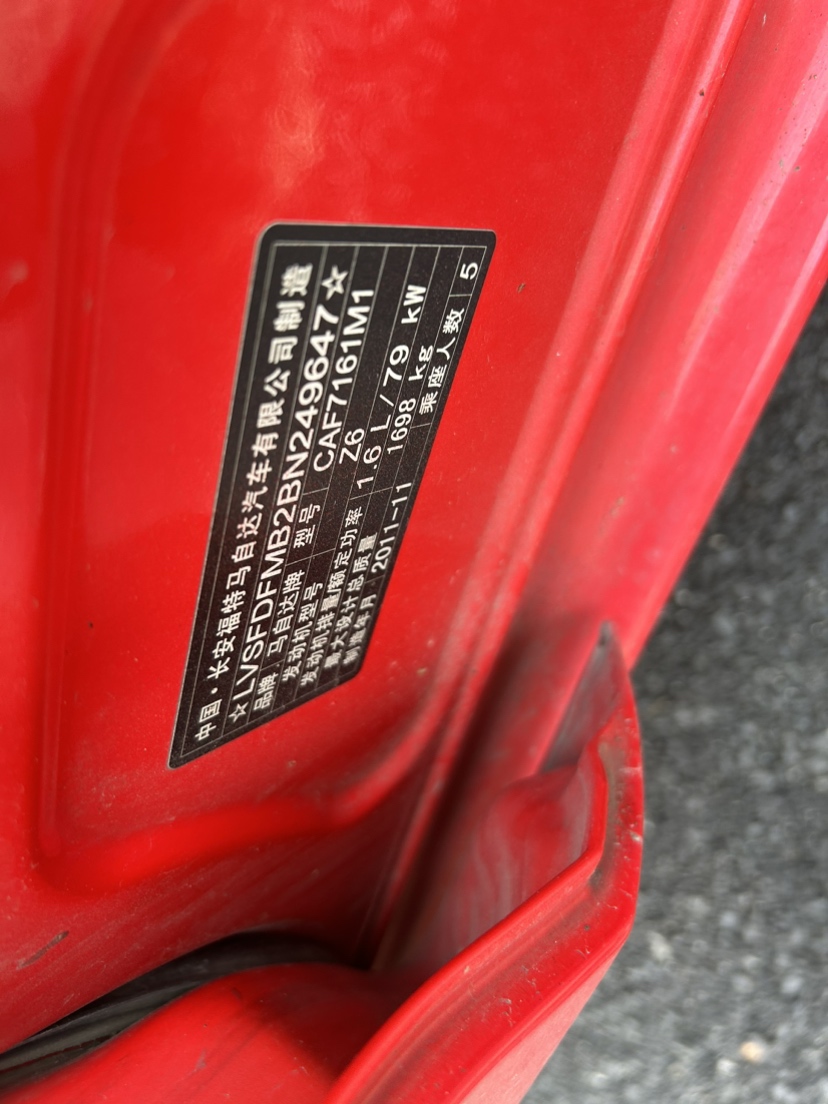 中国·长安福特马自达汽车有限公司制造
☆LVSFDFMB2BN249647☆
品牌 马自达牌 型号 CAF7161M1
发动机型号 Z6
发动机排量/额定功率 1.6 L/79 kW
最大设计总质量 1698 kg
制造年月 2011-11 乘座人数 5